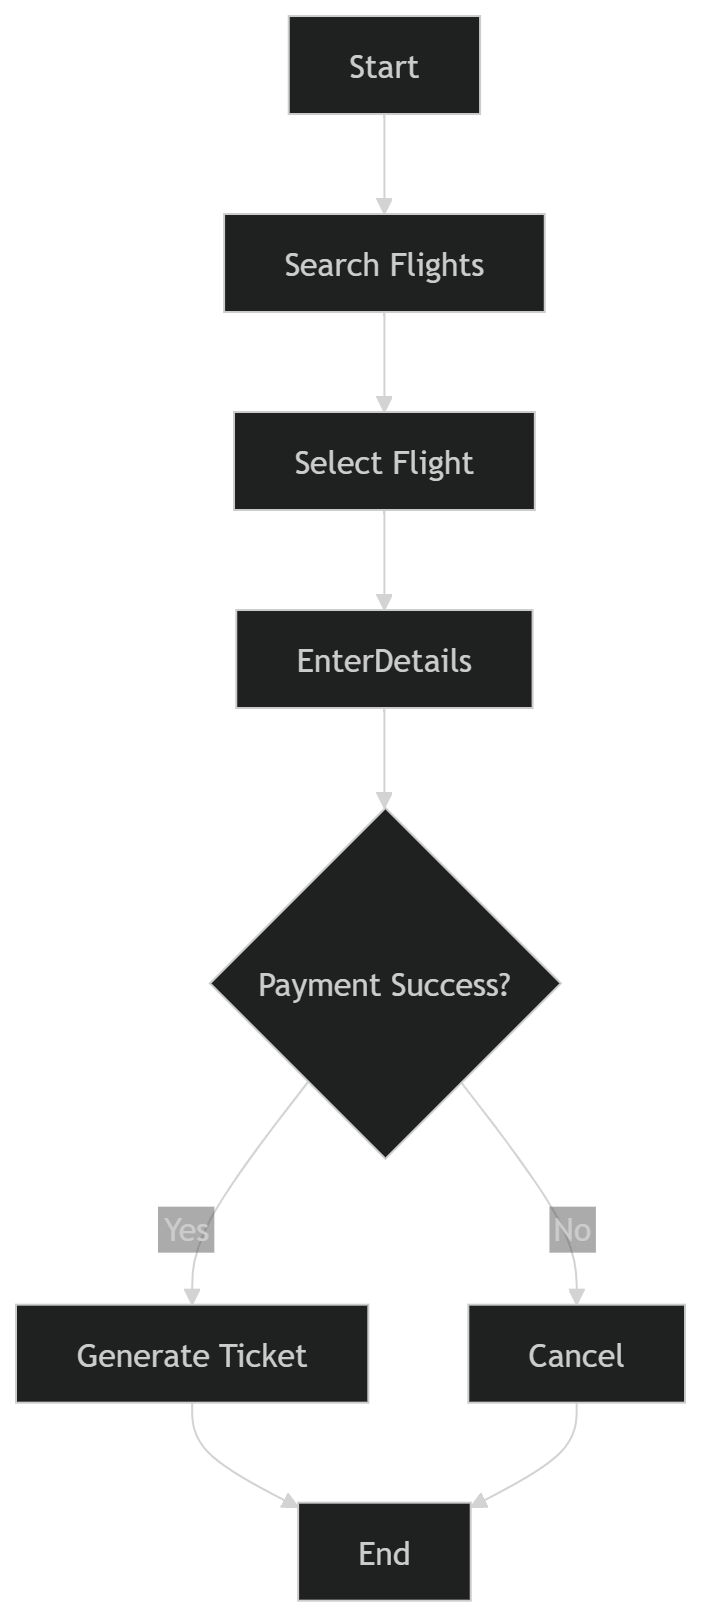 Start
Search Flights
Select Flight
EnterDetails
Payment Success?
Yes
No
Generate Ticket
Cancel
End